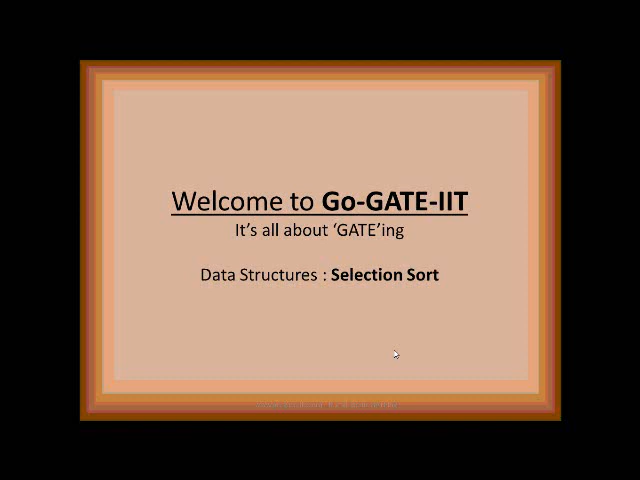 Welcome to Go-GATE-IIT
It's all about ‘GATE’ing
Data Structures : Selection Sort